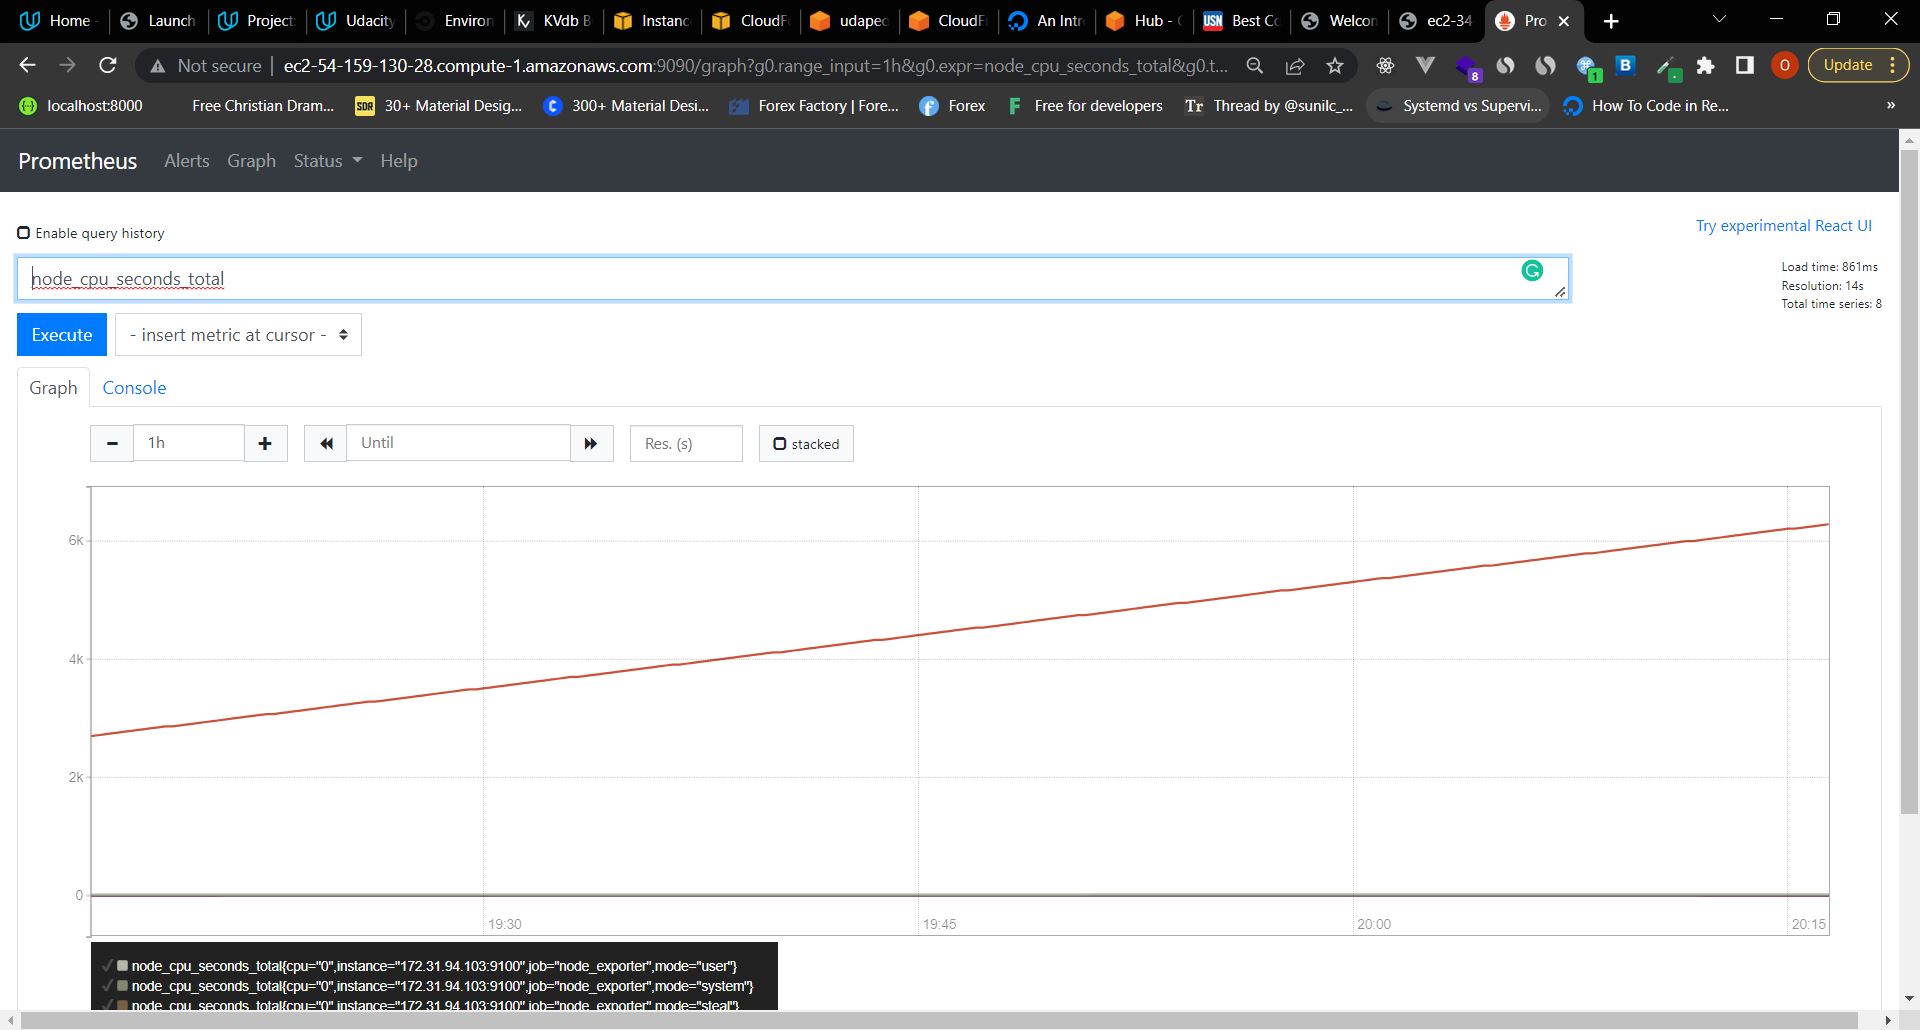 Home
Launch
Project
Udacity
Environ
KVdb B
Instanc
CloudF
udapeo
CloudF
An Intr
Hub - 
USN Best Co
Welcon
ec2-34
Pro
Not secure ec2-54-159-130-28.compute-1.amazonaws.com:9090/graph?g0.range_input=1h&g0.expr=node_cpu_seconds_total&g0.t...
8
1
B
O
Update
localhost:8000
Free Christian Dram...
SDR 30+ Material Desig...
300+ Material Desi...
Forex Factory | Fore...
Forex
Free for developers
Tr Thread by @sunilc_...
Systemd vs Supervi...
How To Code in Re...
»
Prometheus Alerts Graph Status Help
Enable query history
Try experimental React UI
node_cpu_seconds_total
Load time: 861ms
Resolution: 14s
Total time series: 8
Execute - insert metric at cursor -
Graph Console
- 1h + Until Res. (s) stacked
6k
4k
2k
0
19:30 19:45 20:00 20:15
node_cpu_seconds_total{cpu="0",instance="172.31.94.103:9100",job="node_exporter",mode="user"}
node_cpu_seconds_total{cpu="0",instance="172.31.94.103:9100",job="node_exporter",mode="system"}
node_cpu_seconds_total{cpu="0",instance="172.31.94.103:9100",job="node_exporter",mode="steal"}